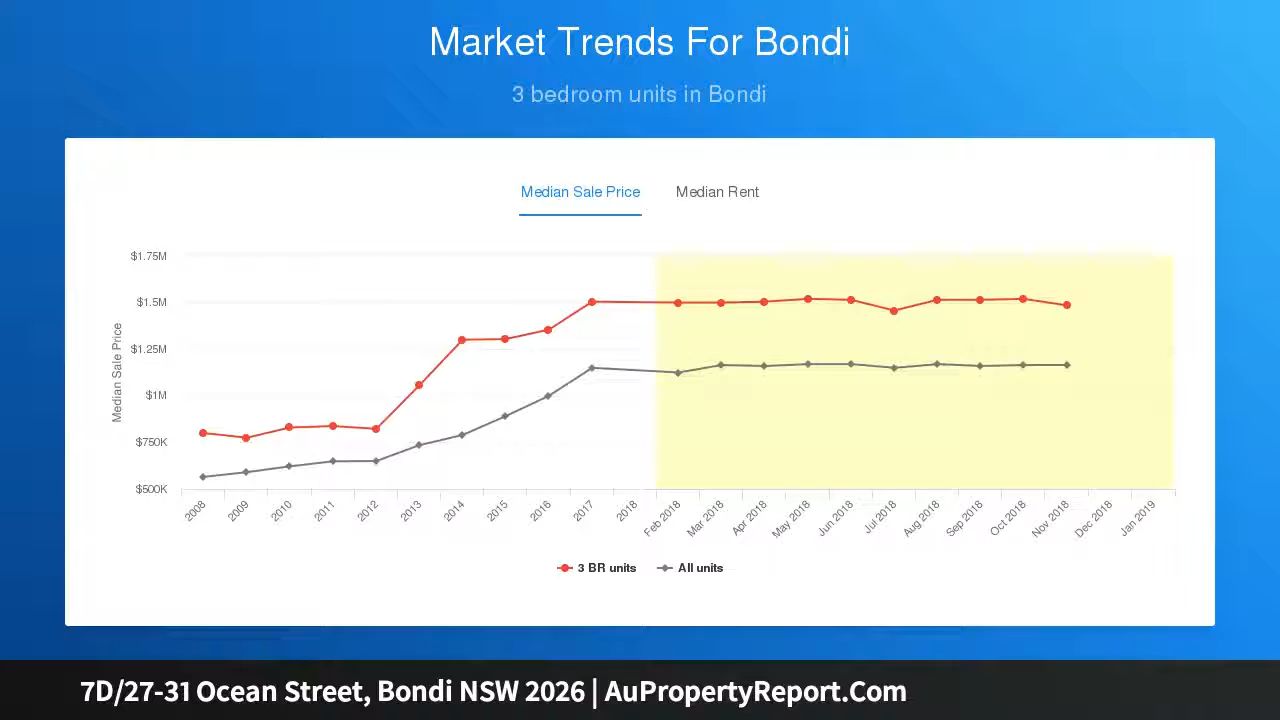 Market Trends For Bondi
3 bedroom units in Bondi
Median Sale Price Median Rent
$1.75M
$1.5M
$1.25M
$1M
$750K
$500K
Median Sale Price
2008 2009 2010 2011 2012 2013 2014 2015 2016 2017 2018 Feb 2018 Mar 2018 Apr 2018 May 2018 Jun 2018 Jul 2018 Aug 2018 Sep 2018 Oct 2018 Nov 2018 Dec 2018 Jan 2019
3 BR units All units
7D/27-31 Ocean Street, Bondi NSW 2026 | AuPropertyReport.Com